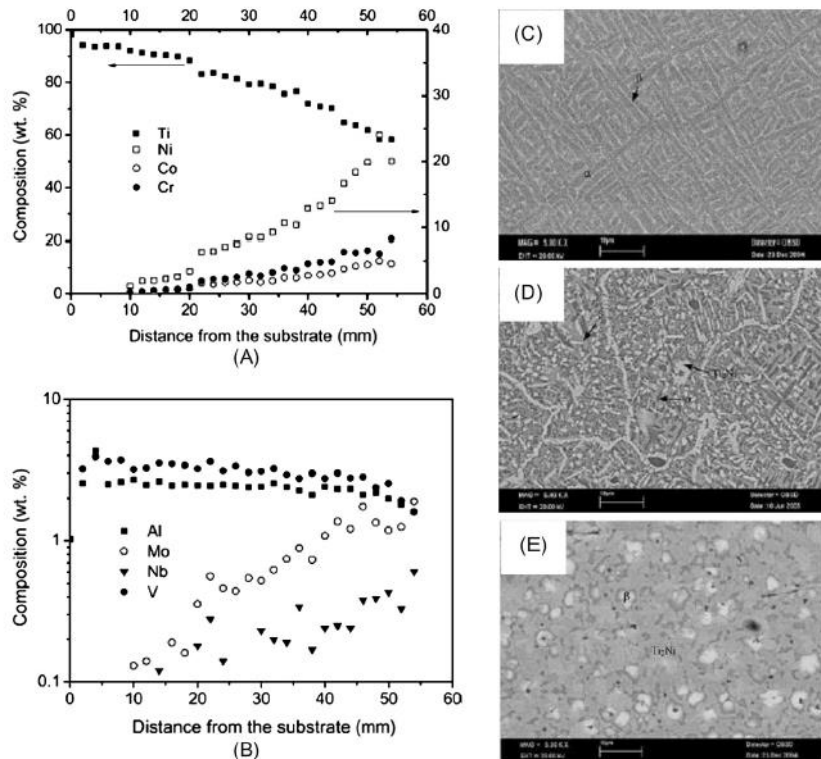 100
80
60
40
20
0
Composition (wt. %)
0 10 20 30 40 50 60
40
30
20
10
0
Ti
Ni
Co
Cr
0 10 20 30 40 50 60
Distance from the substrate (mm)
(A)
10
1
0.1
Composition (wt. %)
Al
Mo
Nb
V
0 10 20 30 40 50 60
Distance from the substrate (mm)
(B)
(C)
β
α
10μm
(D)
Ti₂Ni
α
10μm
(E)
β
Ti₂Ni
10μm